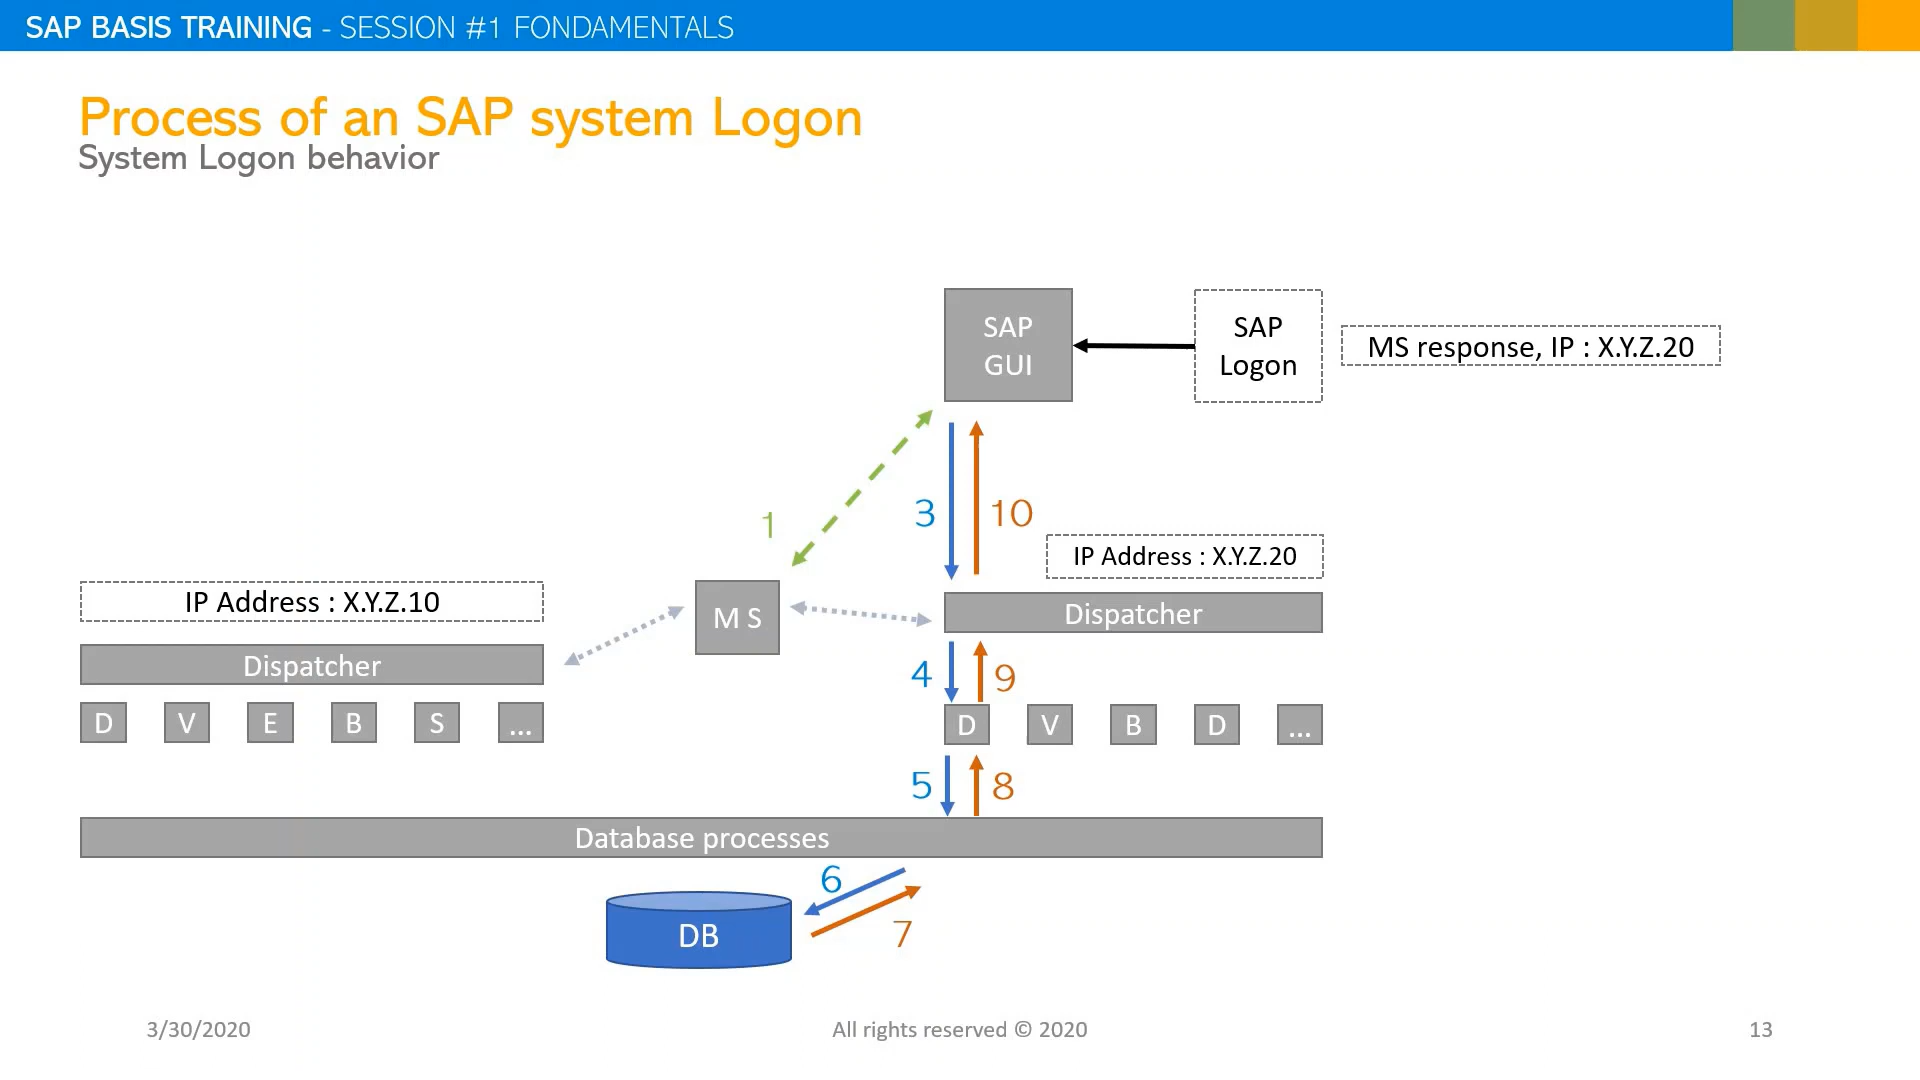 SAP BASIS TRAINING - SESSION #1 FONDAMENTALS
Process of an SAP system Logon
System Logon behavior
SAP
GUI
SAP
Logon
MS response, IP : X.Y.Z.20
1
3
10
IP Address : X.Y.Z.20
IP Address : X.Y.Z.10
M S
Dispatcher
Dispatcher
4
9
D V E B S ...
D V B D ...
5
8
Database processes
6
DB
7
3/30/2020
All rights reserved © 2020
13